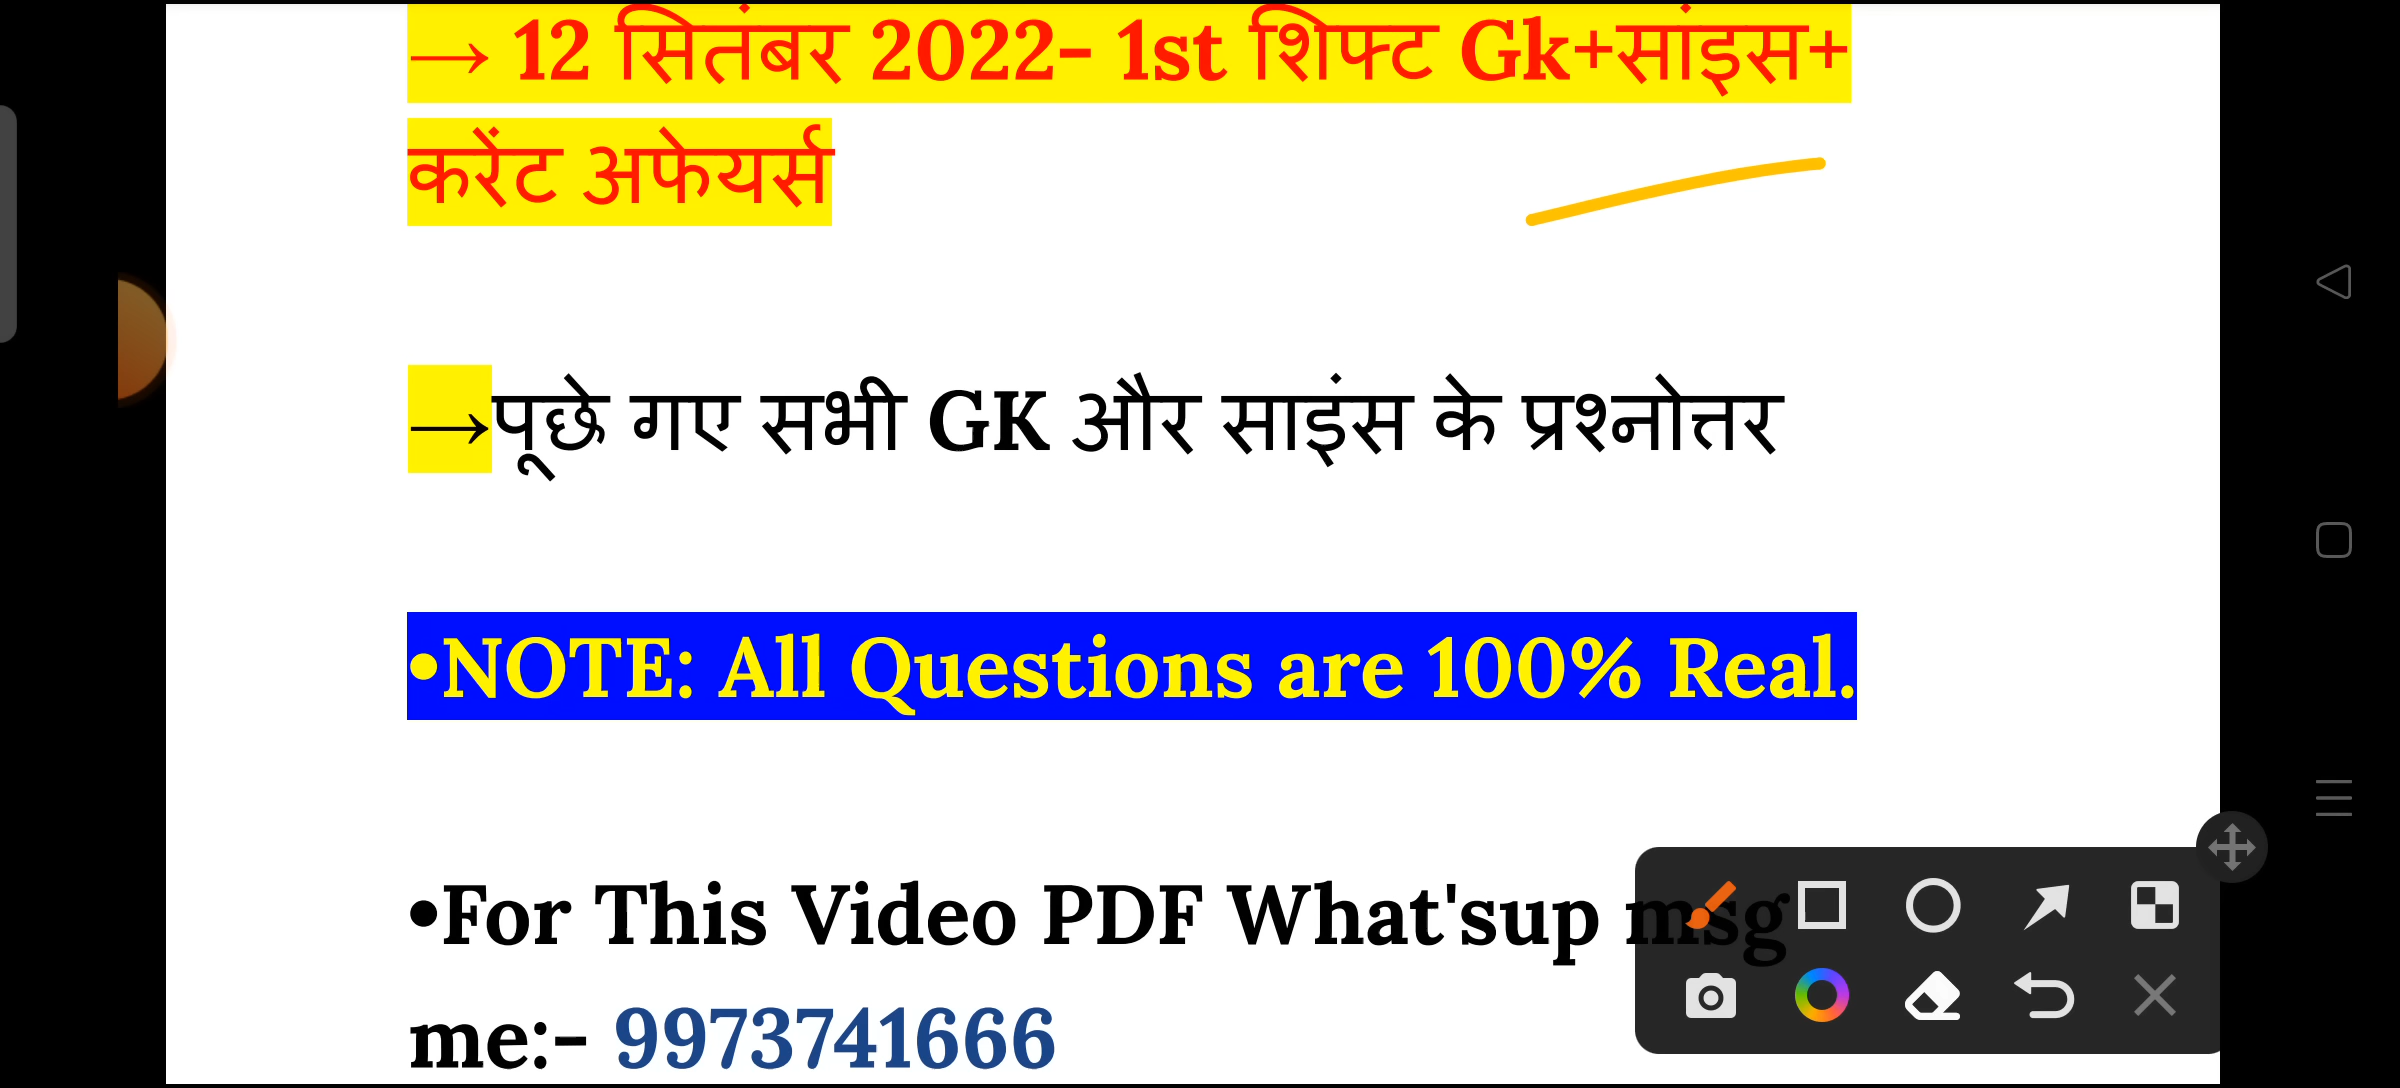 → 12 सितंबर 2022- 1st शिफ्ट Gk+सांइस+
करेंट अफेयर्स
→पूछे गए सभी GK और साइंस के प्रश्नोत्तर
•NOTE: All Questions are 100% Real.
•For This Video PDF What'sup msg
me:- 9973741666